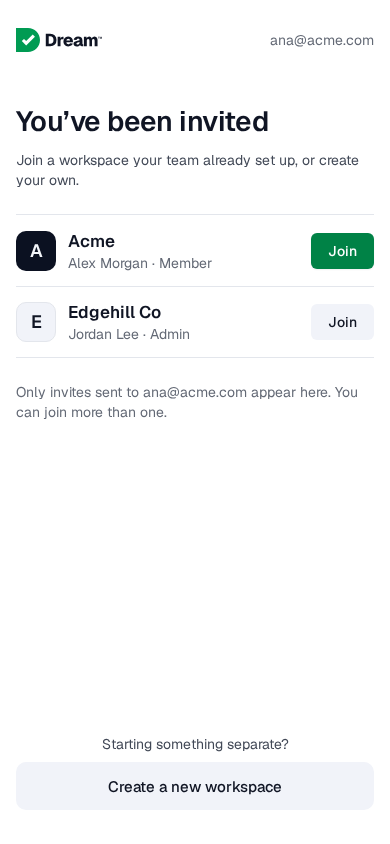 Dream™
ana@acme.com
You’ve been invited
Join a workspace your team already set up, or create
your own.
A
Acme
Alex Morgan · Member
Join
E
Edgehill Co
Jordan Lee · Admin
Join
Only invites sent to ana@acme.com appear here. You
can join more than one.
Starting something separate?
Create a new workspace